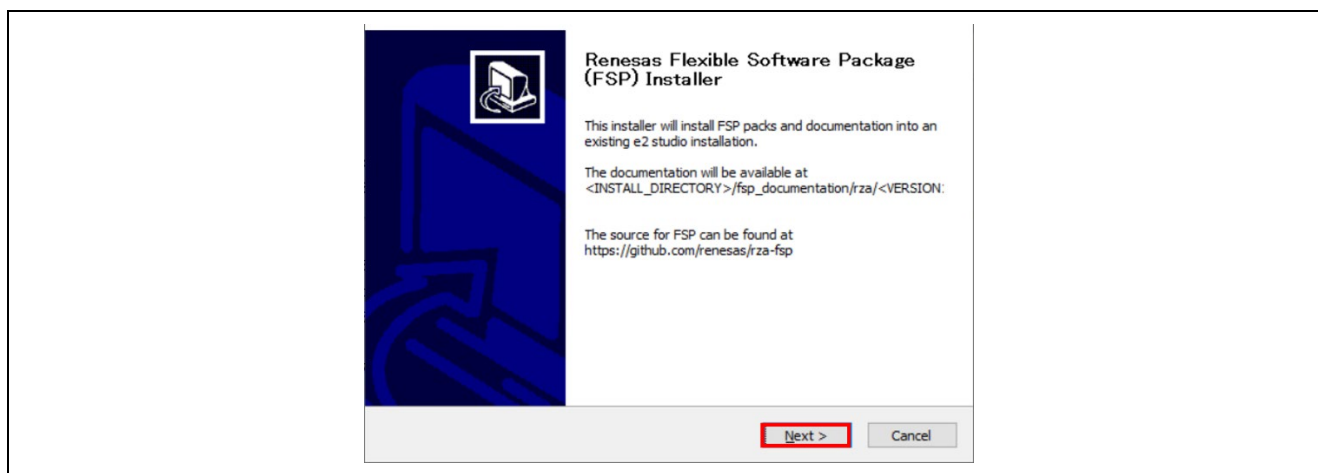 Renesas Flexible Software Package
(FSP) Installer
This installer will install FSP packs and documentation into an
existing e2 studio installation.
The documentation will be available at
<INSTALL_DIRECTORY>/fsp_documentation/rza/<VERSION:
The source for FSP can be found at
https://github.com/renesas/rza-fsp
Next >
Cancel